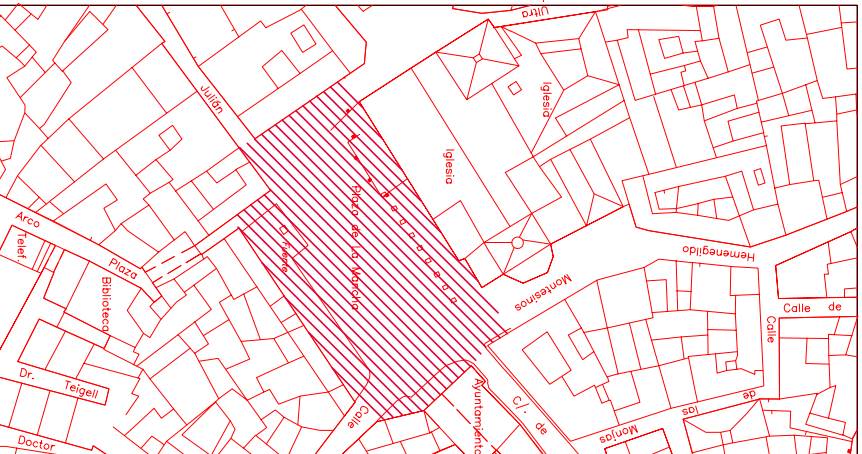 Ultra
Julián
Iglesia
Iglesia
Plaza de La Mancha
Arco
Plaza
Telef.
Biblioteca
Fuente
Hemenegildo
Montesinos
Calle de
Calle
Dr. Teigell
Doctor
Calle
Ayuntamiento
C/. de
Monjas las de